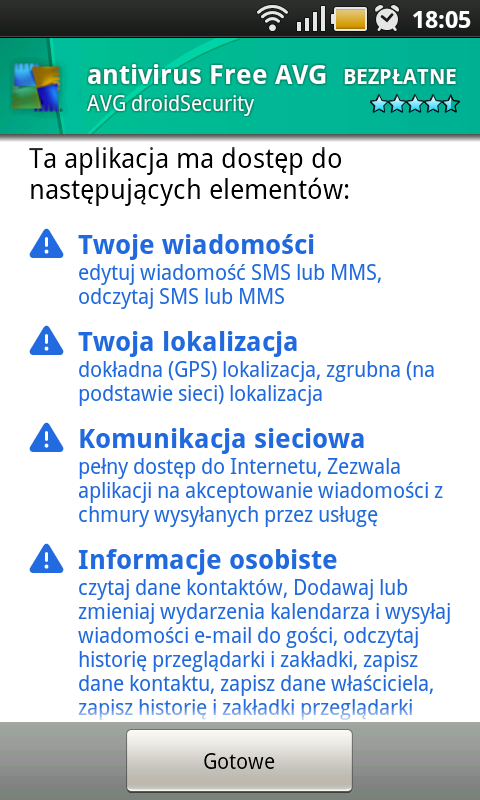 18:05
antivirus Free AVG BEZPŁATNE
AVG droidSecurity
Ta aplikacja ma dostęp do
następujących elementów:
Twoje wiadomości
edytuj wiadomość SMS lub MMS,
odczytaj SMS lub MMS
Twoja lokalizacja
dokładna (GPS) lokalizacja, zgrubna (na
podstawie sieci) lokalizacja
Komunikacja sieciowa
pełny dostęp do Internetu, Zezwala
aplikacji na akceptowanie wiadomości z
chmury wysyłanych przez usługę
Informacje osobiste
czytaj dane kontaktów, Dodawaj lub
zmieniaj wydarzenia kalendarza i wysyłaj
wiadomości e-mail do gości, odczytaj
historię przeglądarki i zakładki, zapisz
dane kontaktu, zapisz dane właściciela,
zapisz historię i zakładki przeglądarki
Gotowe